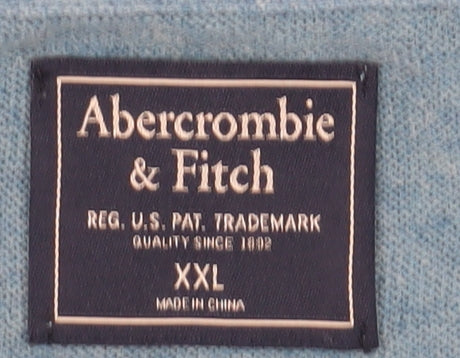 Abercrombie
& Fitch
REG. U.S. PAT. TRADEMARK
QUALITY SINCE 1892
XXL
MADE IN CHINA